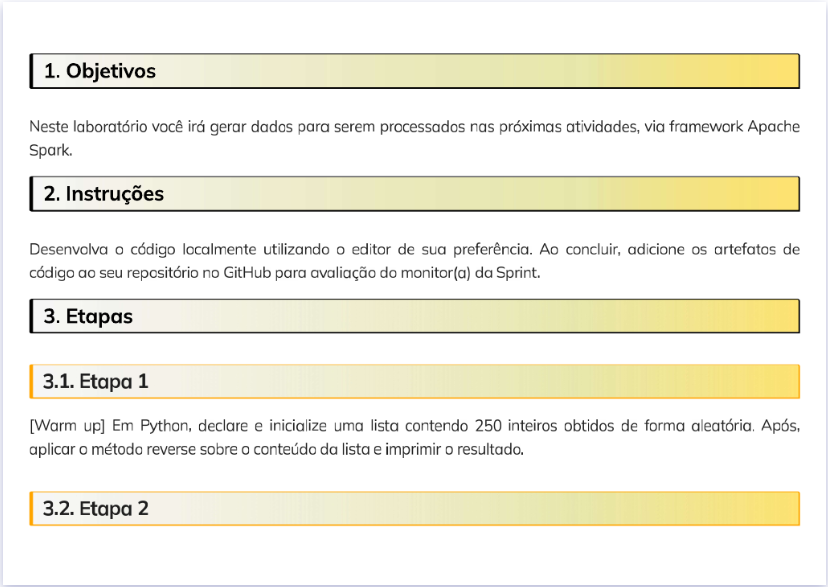 1. Objetivos
Neste laboratório você irá gerar dados para serem processados nas próximas atividades, via framework Apache
Spark.
2. Instruções
Desenvolva o código localmente utilizando o editor de sua preferência. Ao concluir, adicione os artefatos de
código ao seu repositório no GitHub para avaliação do monitor(a) da Sprint.
3. Etapas
3.1. Etapa 1
[Warm up] Em Python, declare e inicialize uma lista contendo 250 inteiros obtidos de forma aleatória. Após,
aplicar o método reverse sobre o conteúdo da lista e imprimir o resultado.
3.2. Etapa 2